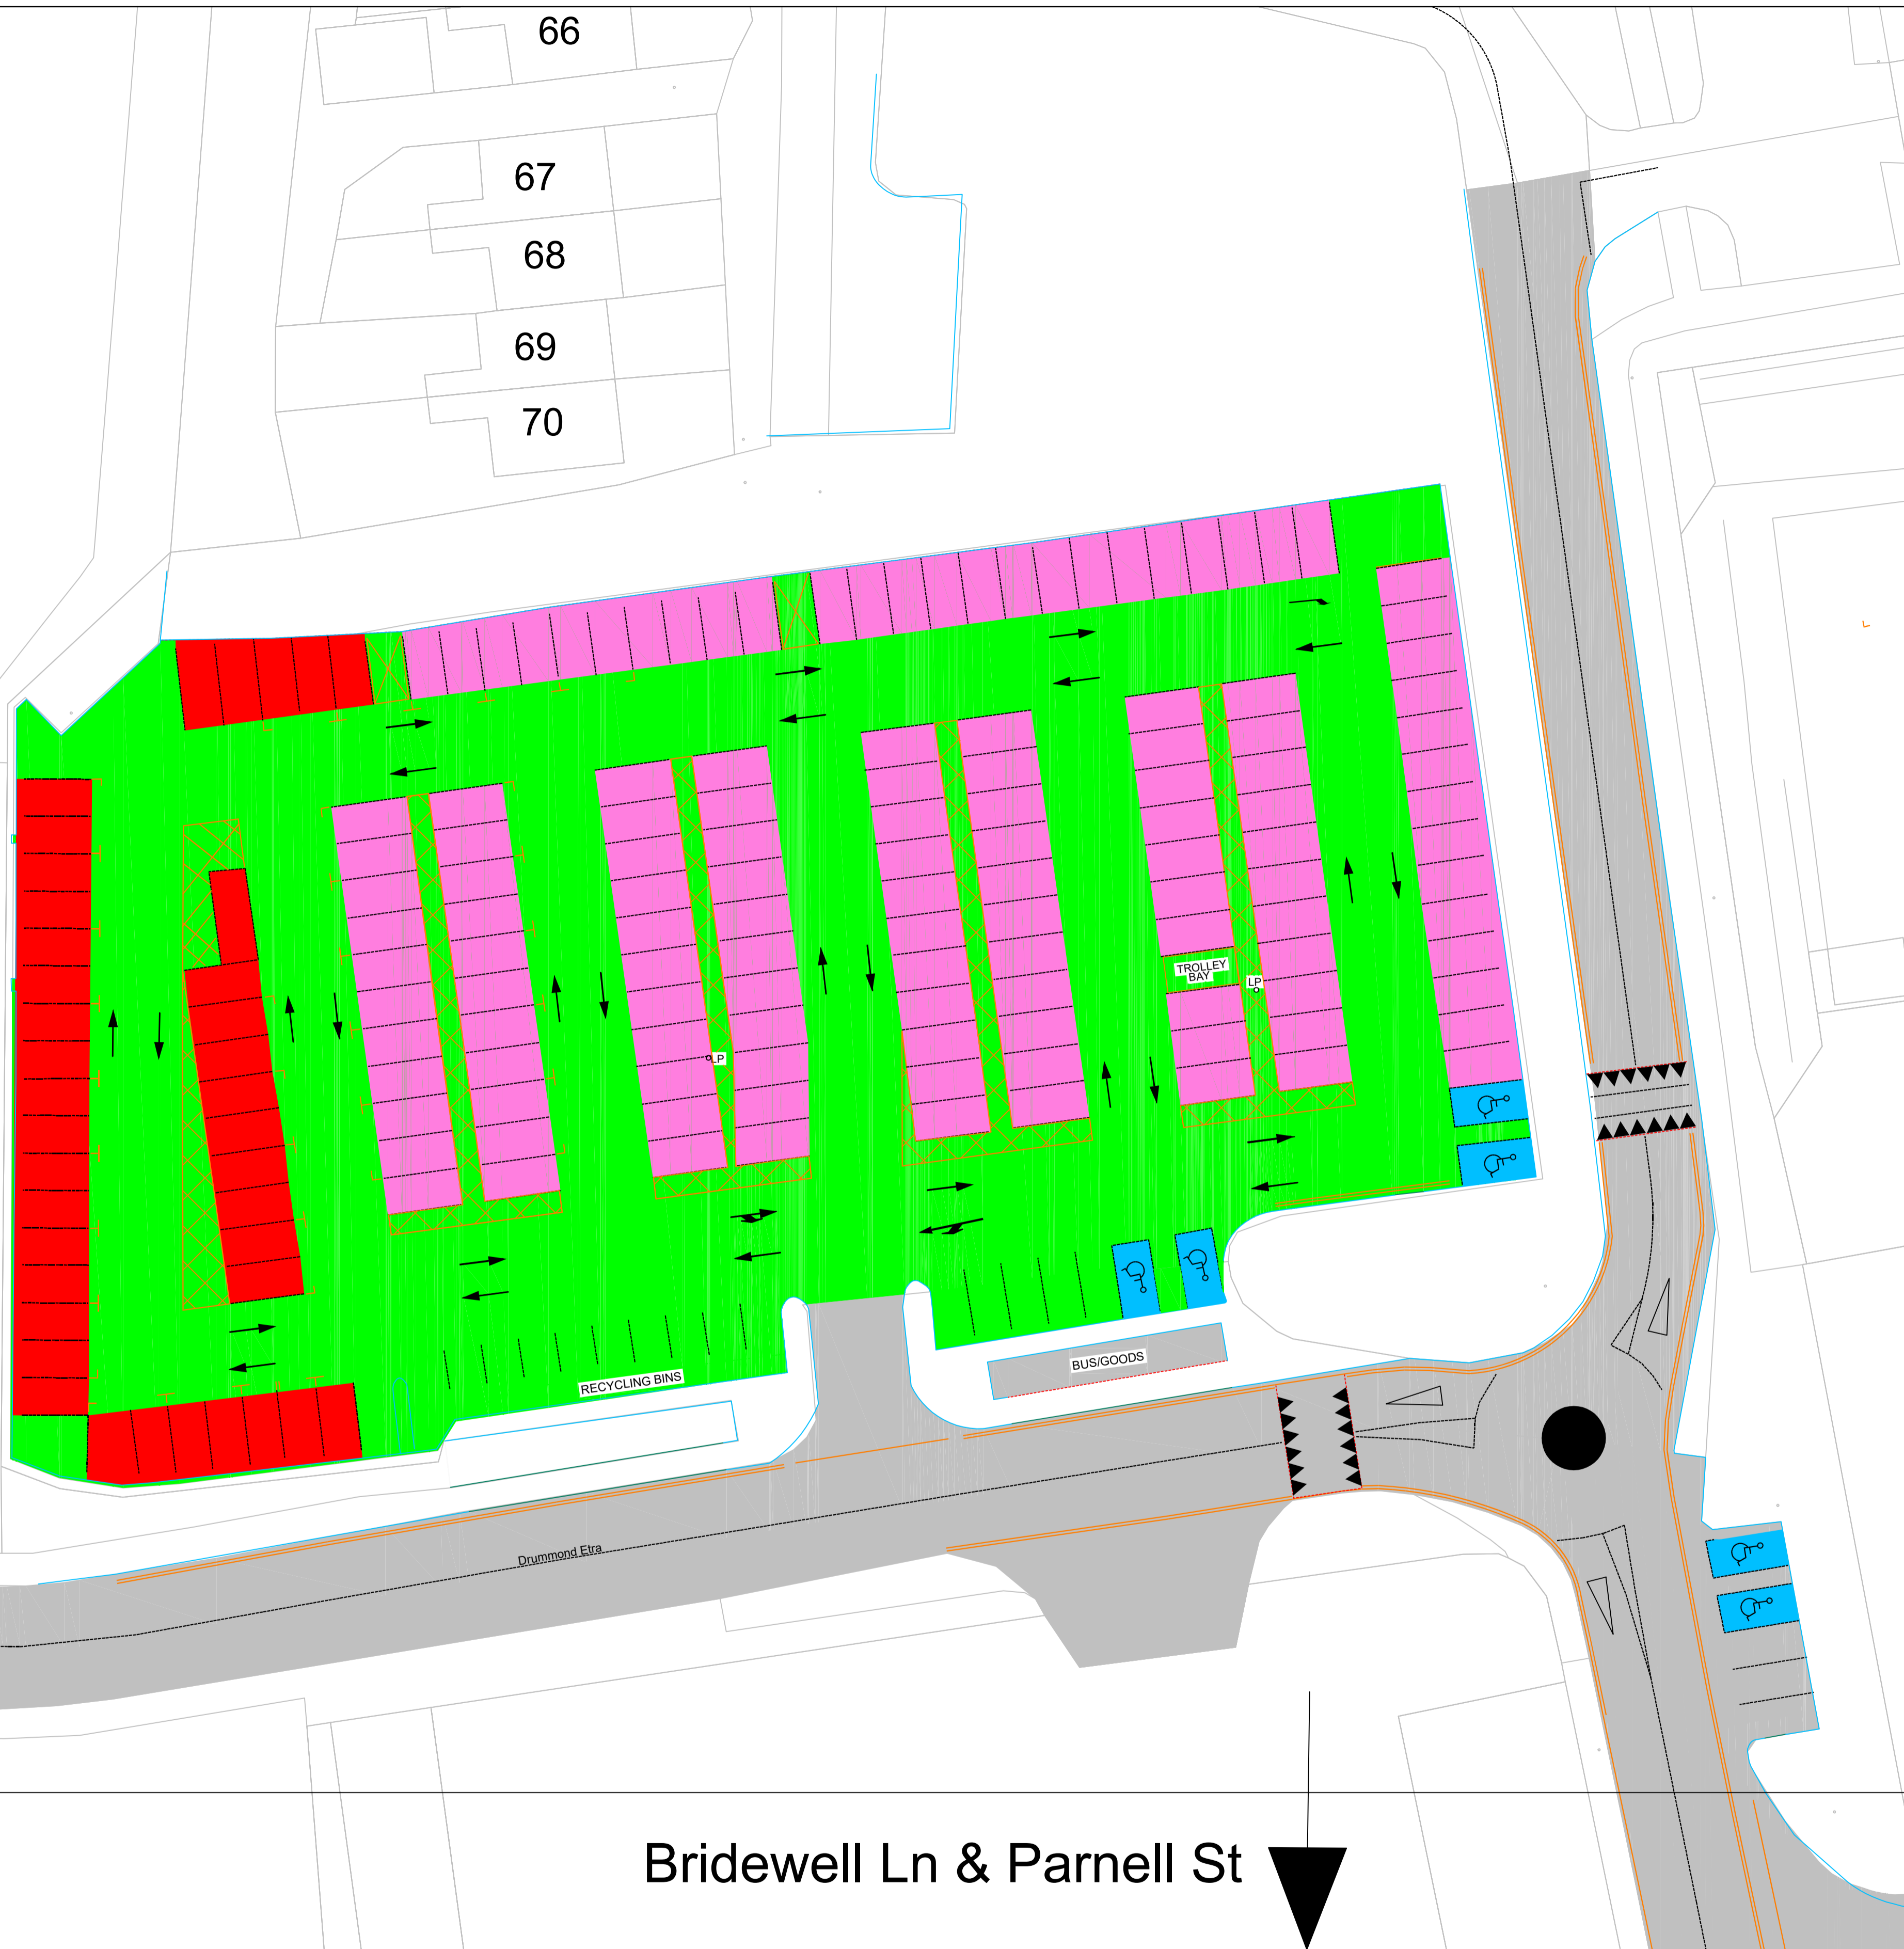 66
67
68
69
70
TROLLEY
BAY
LP
LP
BUS/GOODS
RECYCLING BINS
Drummond Etra
Bridewell Ln & Parnell St